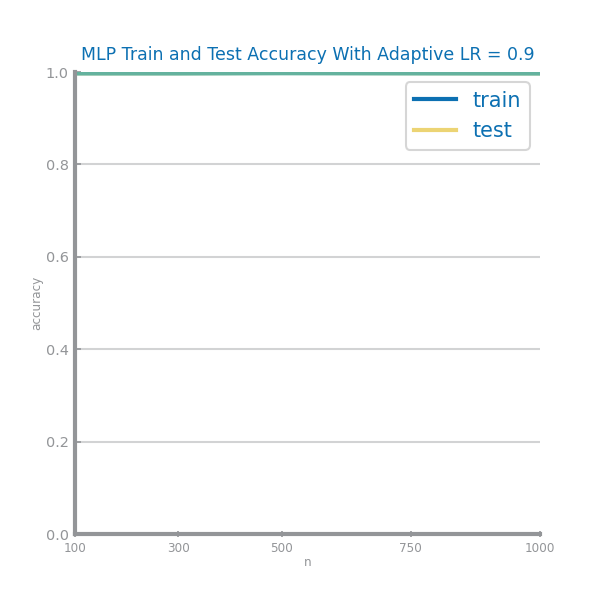 MLP Train and Test Accuracy With Adaptive LR = 0.9
1.0
train
test
0.8
0.6
accuracy
0.4
0.2
0.0
100 300 500 750 1000
n